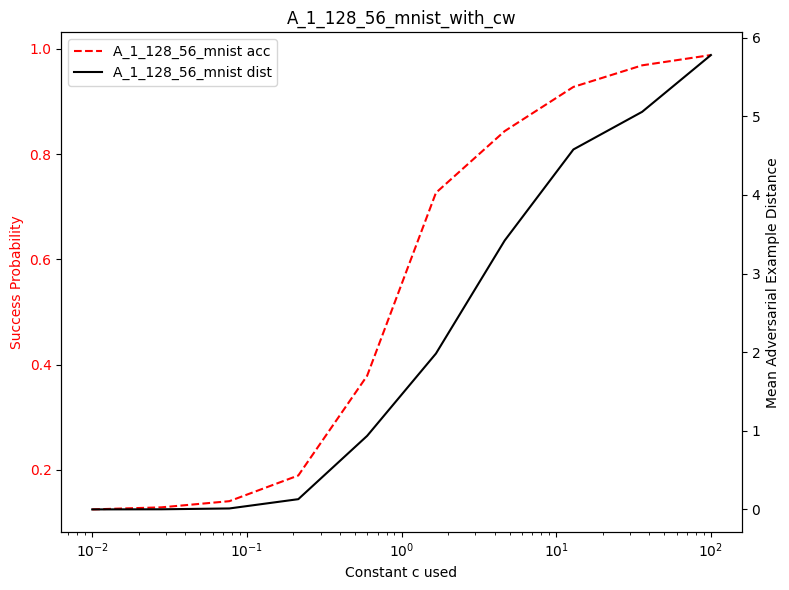 A_1_128_56_mnist_with_cw
A_1_128_56_mnist acc
A_1_128_56_mnist dist
1.0
0.8
0.6
0.4
0.2
Success Probability
6
5
4
3
2
1
0
Mean Adversarial Example Distance
10⁻² 10⁻¹ 10⁰ 10¹ 10²
Constant c used